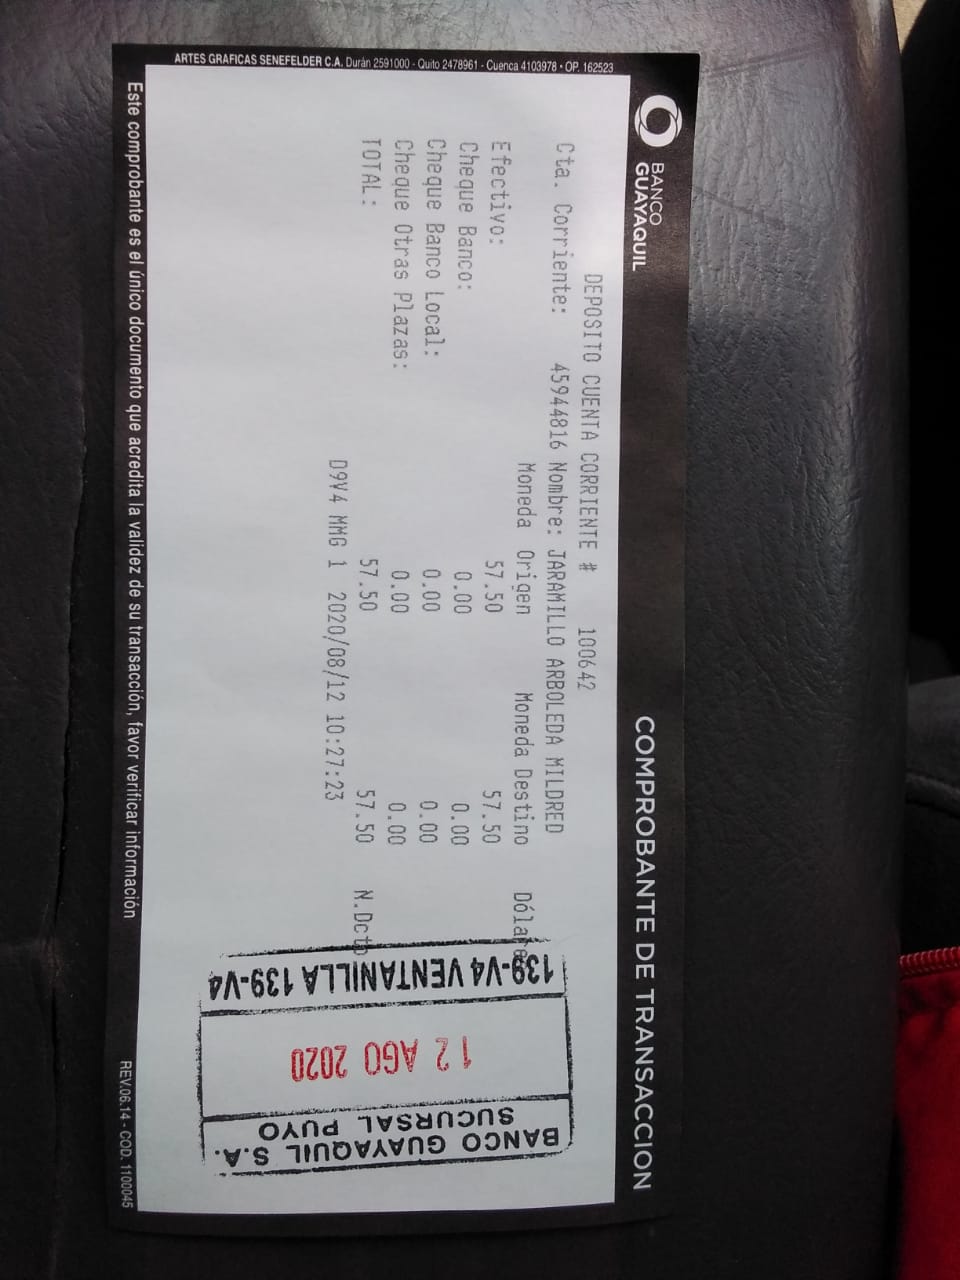 ARTES GRAFICAS SENEFELDER C.A. Durán 2591000 - Quito 2478961 - Cuenca 4103978 • OP. 162523
BANCO
GUAYAQUIL
COMPROBANTE DE TRANSACCION
DEPOSITO CUENTA CORRIENTE # 100642
Cta. Corriente: 45944816 Nombre: JARAMILLO ARBOLEDA MILDRED
Moneda Origen Moneda Destino Dólares
Efectivo: 57.50 57.50
Cheque Banco: 0.00 0.00
Cheque Banco Local: 0.00 0.00
Cheque Otras Plazas: 0.00 0.00
TOTAL: 57.50 57.50 N.Dcto
D9V4 MMG 1 2020/08/12 10:27:23
BANCO GUAYAQUIL S.A.
SUCURSAL PUYO
12 AGO 2020
139-V4 VENTANILLA 139-V4
Este comprobante es el único documento que acredita la validez de su transacción, favor verificar información
REV.06.14 - COD. 1100045